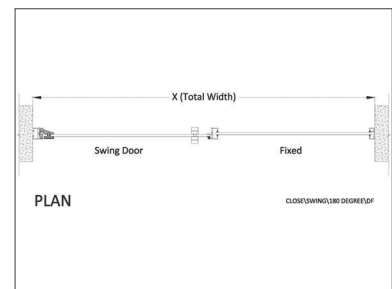 X (Total Width)
Swing Door Fixed
PLAN CLOSE\SWING\180 DEGREE\DF